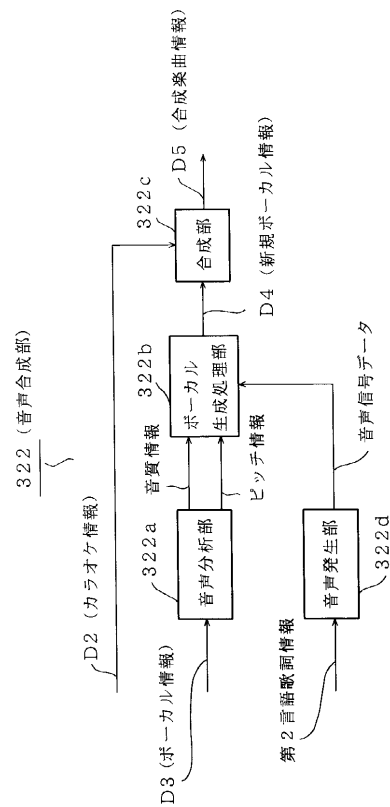 322 (音声合成部)
D2 (カラオケ情報)
D3 (ボーカル情報)
322a
音声分析部
音質情報
ピッチ情報
322b
ボーカル
生成処理部
D4 (新規ボーカル情報)
322c
合成部
D5 (合成楽曲情報)
第2言語歌詞情報
音声発生部
322d
音声信号データ